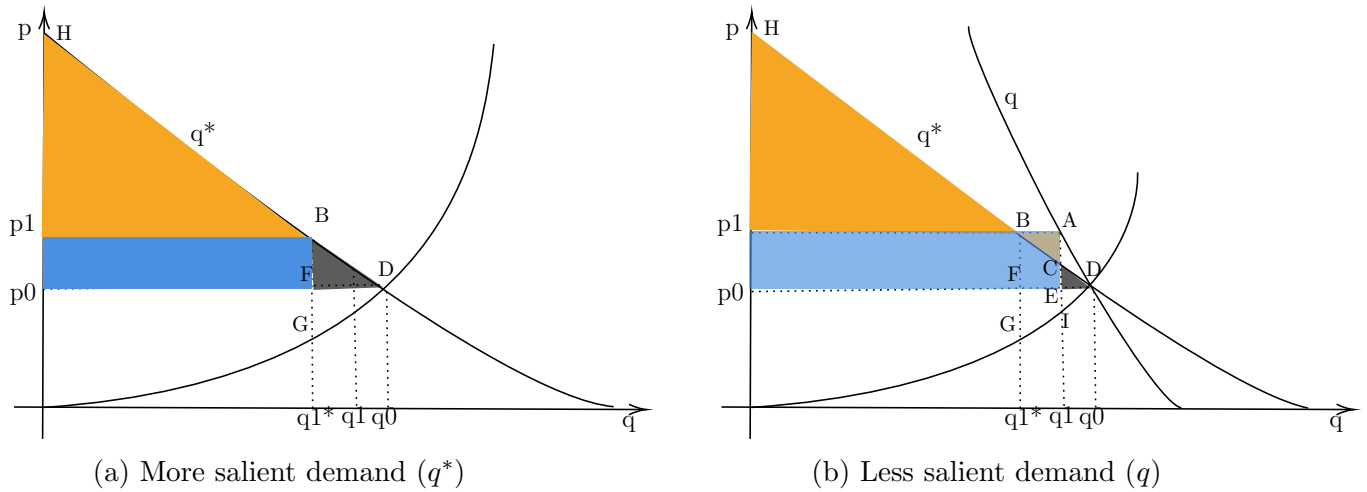 p
H
q*
B
p1
F
D
p0
G
q1* q1 q0
q
(a) More salient demand (q*)
p
H
q
q*
p1
B
A
F
C
D
p0
E
G
I
q1* q1 q0
q
(b) Less salient demand (q)